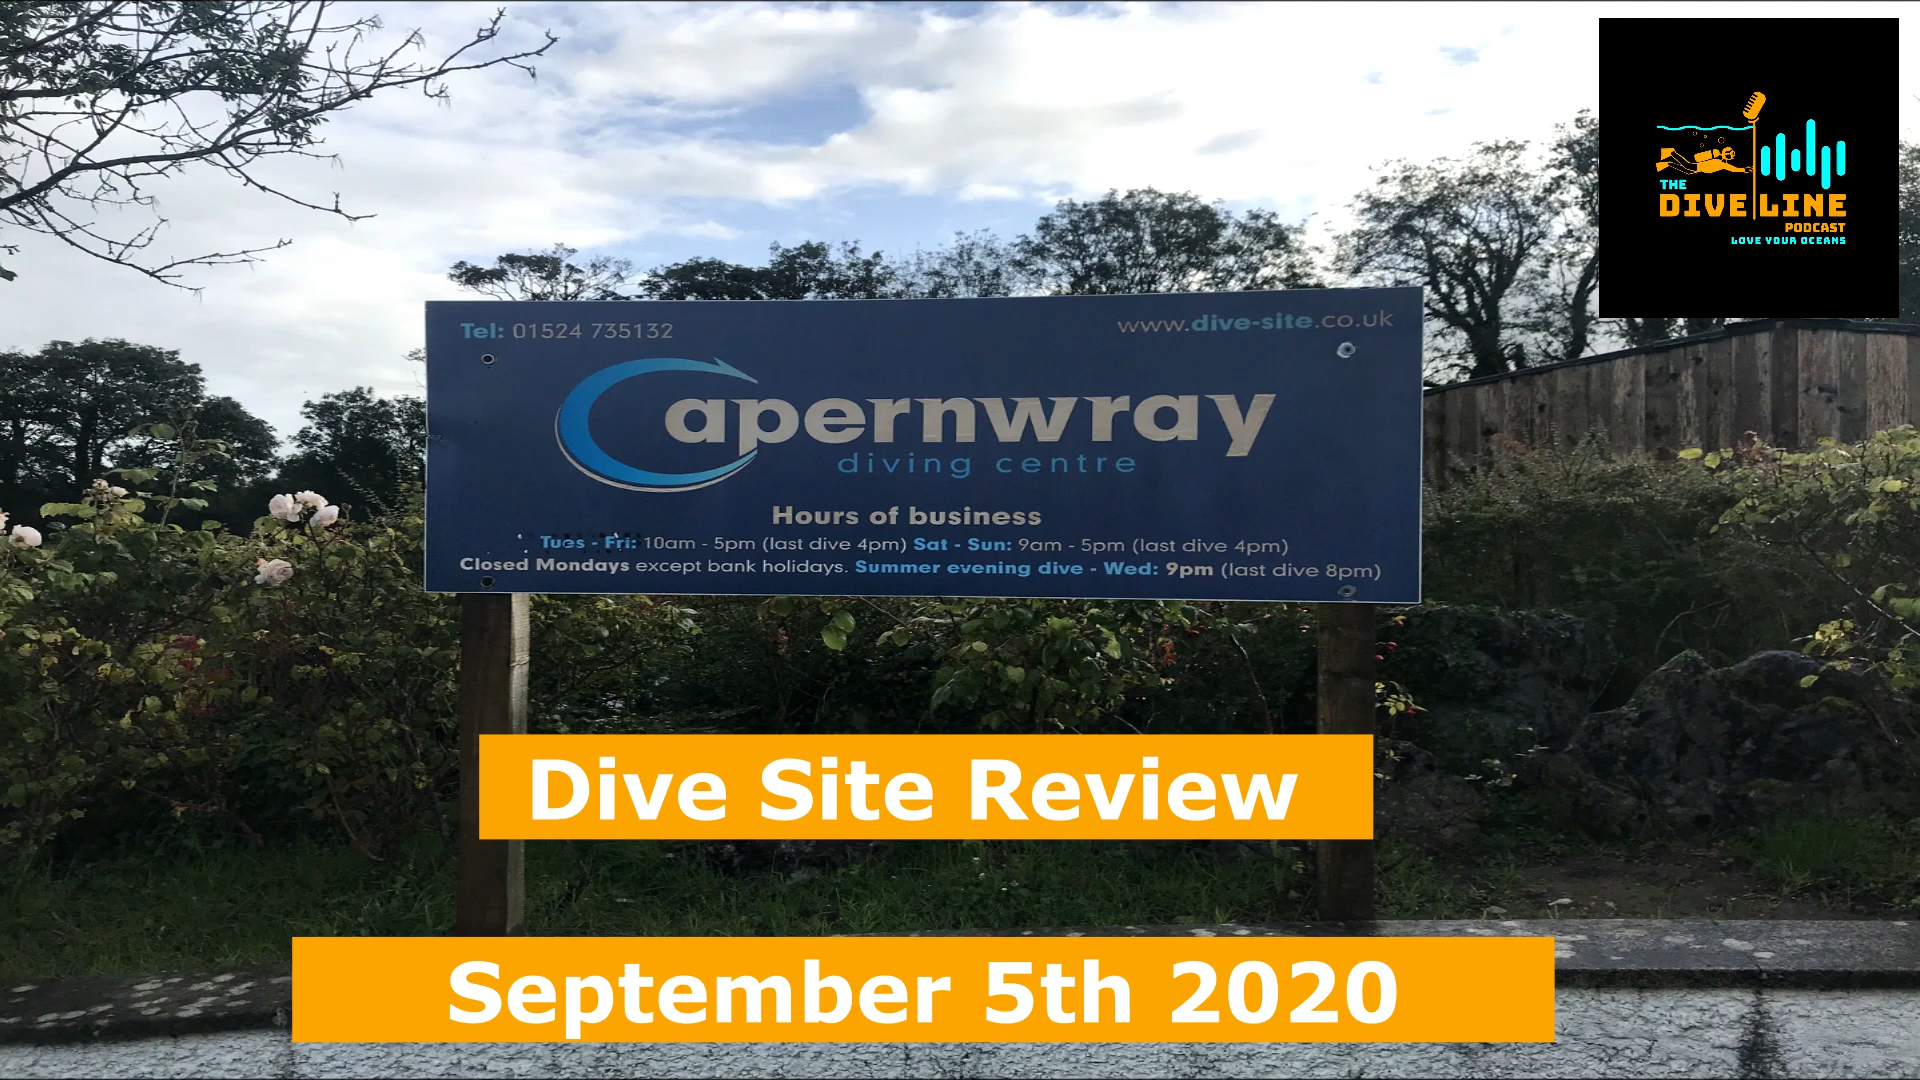 THE
DIVE LINE
PODCAST
LOVE YOUR OCEANS
Tel: 01524 735132
www.dive-site.co.uk
Capernwray
diving centre
Hours of business
Tues - Fri: 10am - 5pm (last dive 4pm) Sat - Sun: 9am - 5pm (last dive 4pm)
Closed Mondays except bank holidays. Summer evening dive - Wed: 9pm (last dive 8pm)
Dive Site Review
September 5th 2020